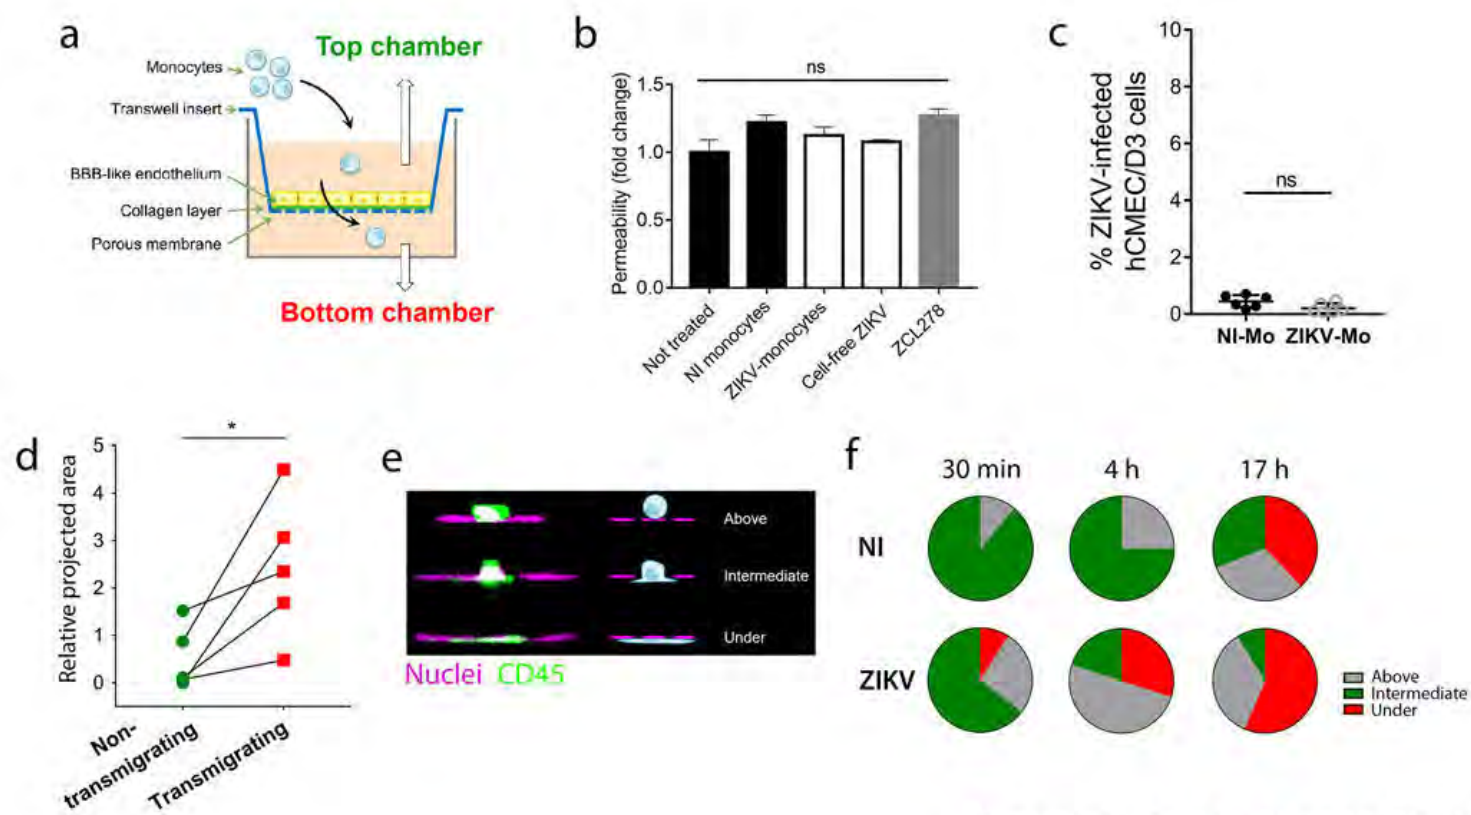 a
Top chamber
Monocytes
Transwell insert
BBB-like endothelium
Collagen layer
Porous membrane
Bottom chamber
b
ns
Permeability (fold change)
1.5
1.0
0.5
0.0
Not treated
NI monocytes
ZIKV-monocytes
Cell-free ZIKV
ZCL278
c
% ZIKV-infected
hCMEC/D3 cells
10
8
6
4
2
0
ns
NI-Mo ZIKV-Mo
d
*
Relative projected area
5
4
3
2
1
0
Non-
transmigrating
Transmigrating
e
Above
Intermediate
Under
Nuclei CD45
f
30 min 4 h 17 h
NI
ZIKV
Above
Intermediate
Under